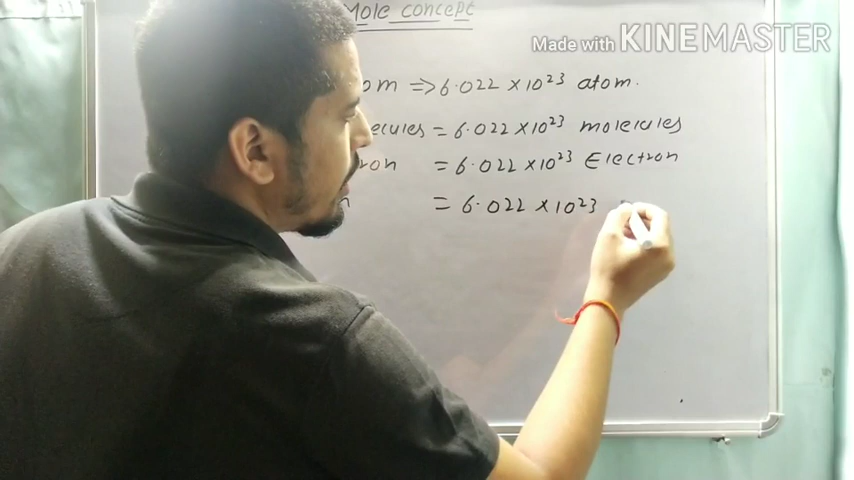 Mole concept
Made with KINEMASTER
om => 6.022 × 10²³ atom.
ecules = 6.022 × 10²³ molecules
ron = 6.022 × 10²³ Electron
n = 6.022 × 10²³